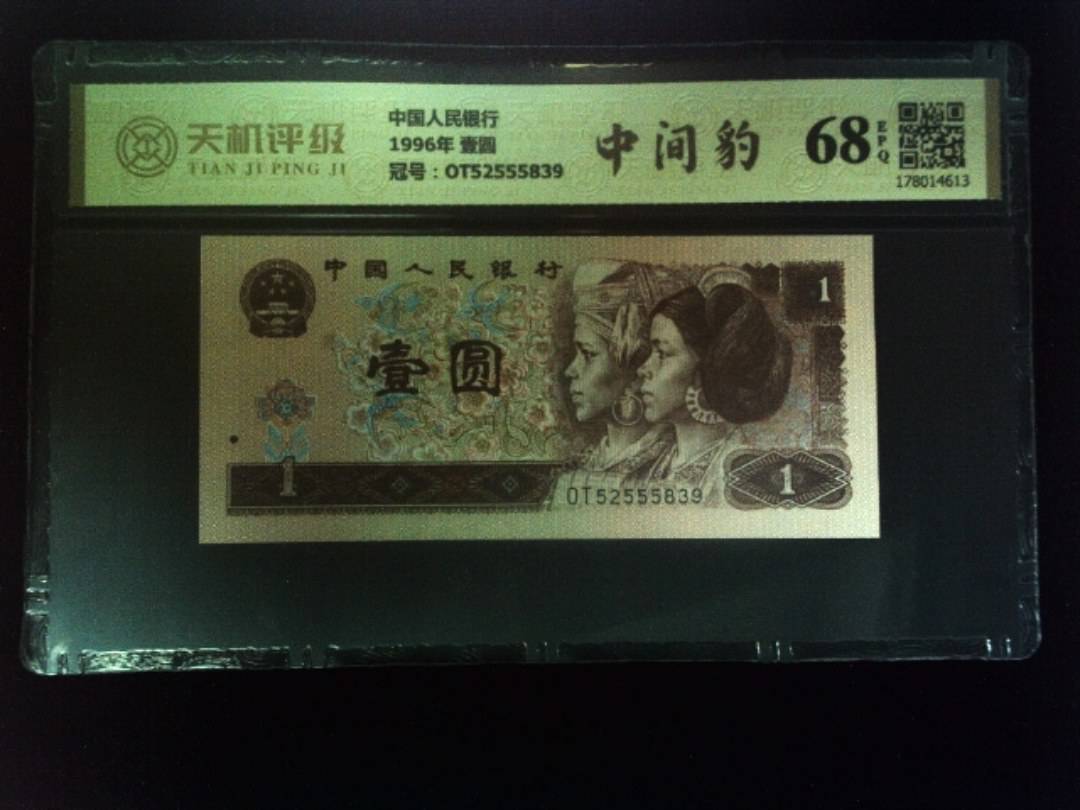 天机评级
TIAN JI PING JI
中国人民银行
1996年 壹圆
冠号：OT52555839
中间豹
68
EPQ
178014613
中国人民银行
1
壹圆
1
OT52555839
1